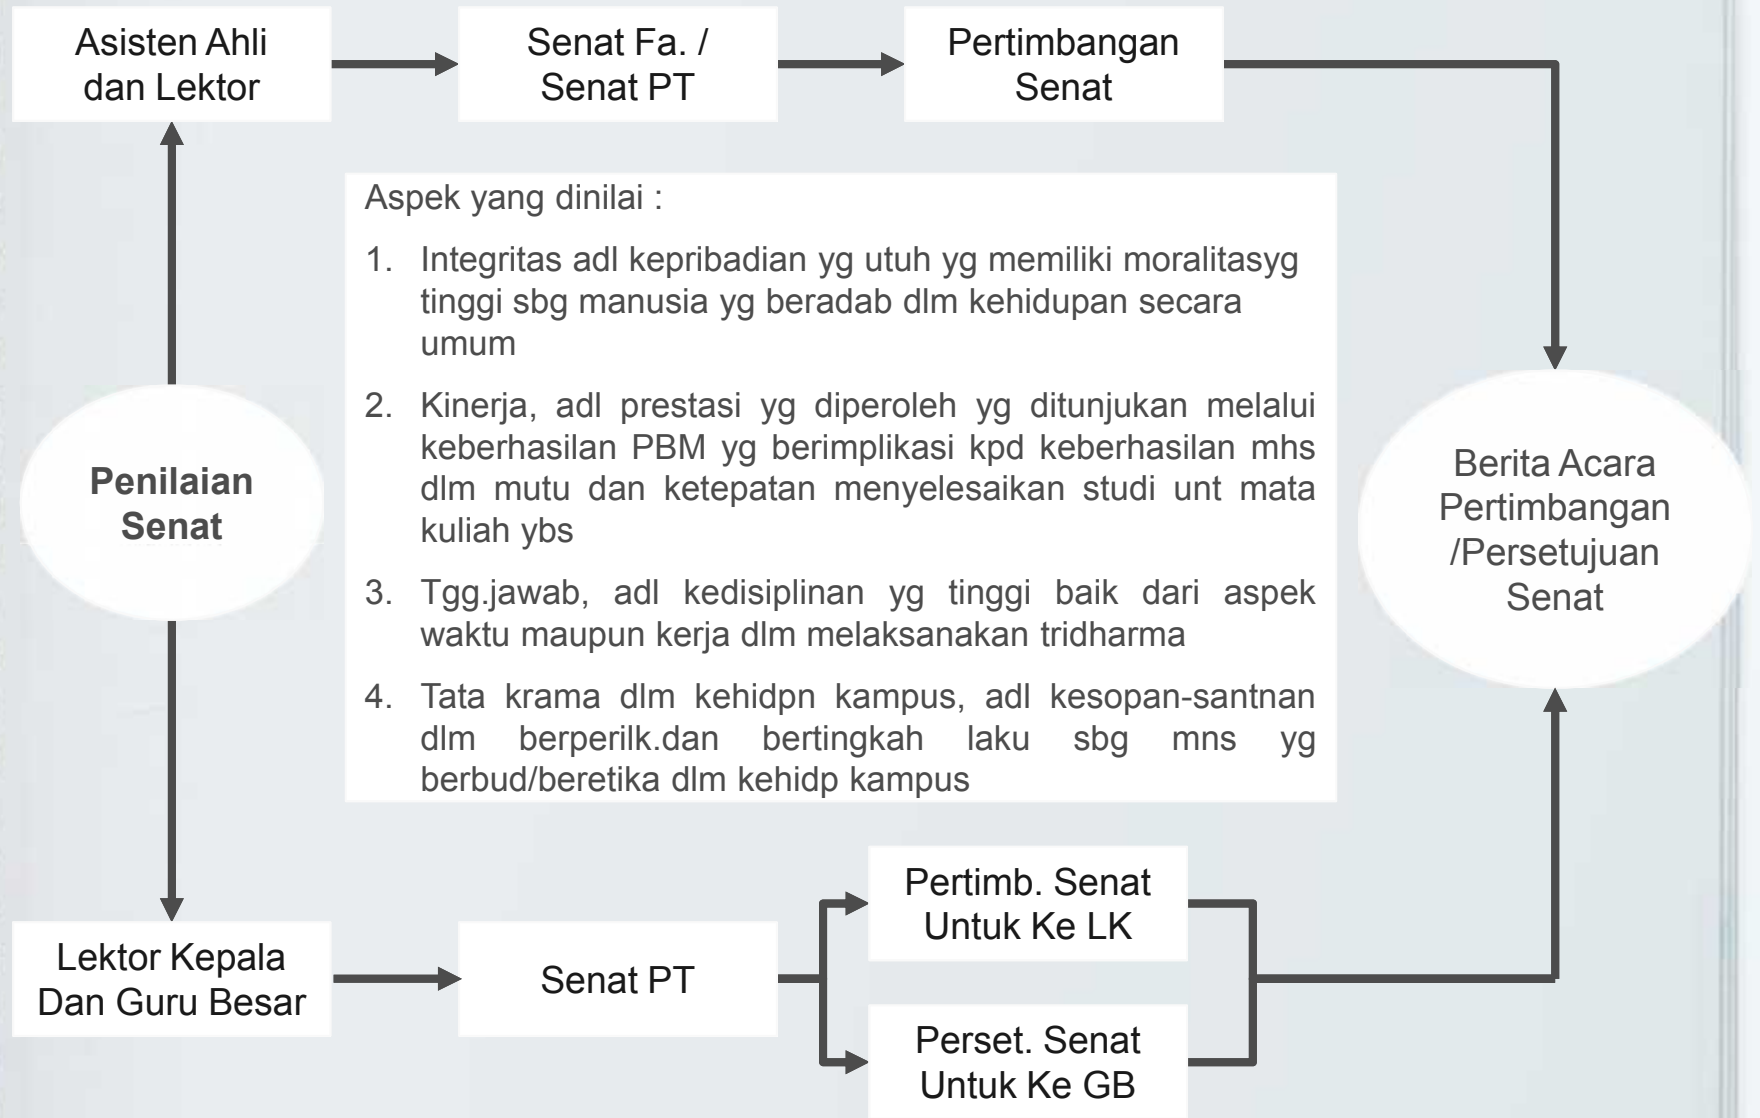 Asisten Ahli
dan Lektor
Senat Fa. /
Senat PT
Pertimbangan
Senat
Aspek yang dinilai :
1. Integritas adl kepribadian yg utuh yg memiliki moralitasyg
tinggi sbg manusia yg beradab dlm kehidupan secara
umum
2. Kinerja, adl prestasi yg diperoleh yg ditunjukan melalui
keberhasilan PBM yg berimplikasi kpd keberhasilan mhs
dlm mutu dan ketepatan menyelesaikan studi unt mata
kuliah ybs
3. Tgg.jawab, adl kedisiplinan yg tinggi baik dari aspek
waktu maupun kerja dlm melaksanakan tridharma
4. Tata krama dlm kehidpn kampus, adl kesopan-santnan
dlm berperilk.dan bertingkah laku sbg mns yg
berbud/beretika dlm kehidp kampus
Penilaian
Senat
Berita Acara
Pertimbangan
/Persetujuan
Senat
Lektor Kepala
Dan Guru Besar
Senat PT
Pertimb. Senat
Untuk Ke LK
Perset. Senat
Untuk Ke GB